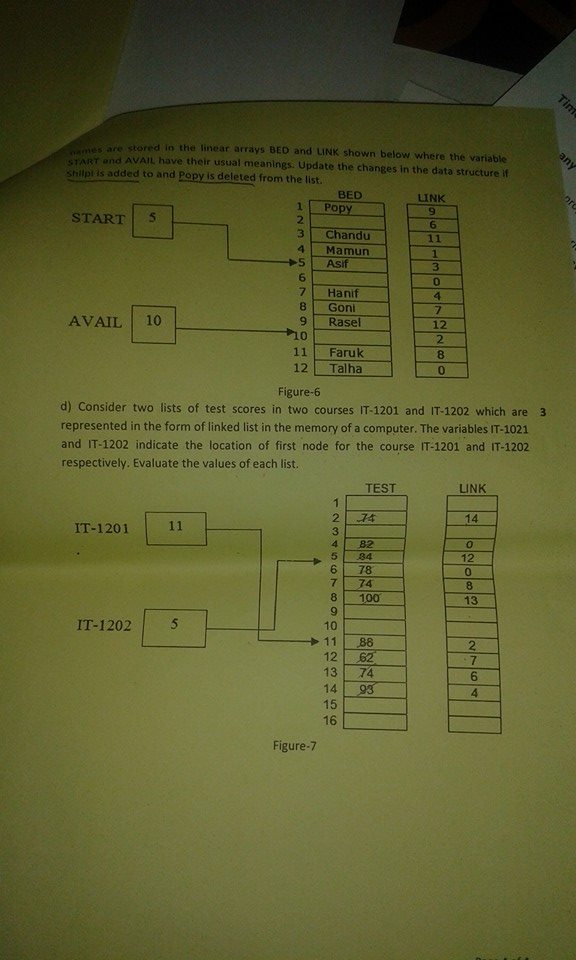 names are stored in the linear arrays BED and LINK shown below where the variable
START and AVAIL have their usual meanings. Update the changes in the data structure if
Shilpi is added to and Popy is deleted from the list.
BED LINK
START 5
1 Popy 9
2 6
3 Chandu 11
4 Mamun 1
5 Asif 3
6 0
7 Hanif 4
8 Goni 7
AVAIL 10
9 Rasel 12
10 2
11 Faruk 8
12 Talha 0
Figure-6
d) Consider two lists of test scores in two courses IT-1201 and IT-1202 which are 3
represented in the form of linked list in the memory of a computer. The variables IT-1021
and IT-1202 indicate the location of first node for the course IT-1201 and IT-1202
respectively. Evaluate the values of each list.
TEST LINK
1
2 74 14
IT-1201 11
3
4 82 0
5 84 12
6 78 0
7 74 8
8 100 13
9
IT-1202 5
10
11 88 2
12 62 7
13 74 6
14 93 4
15
16
Figure-7
Time
any